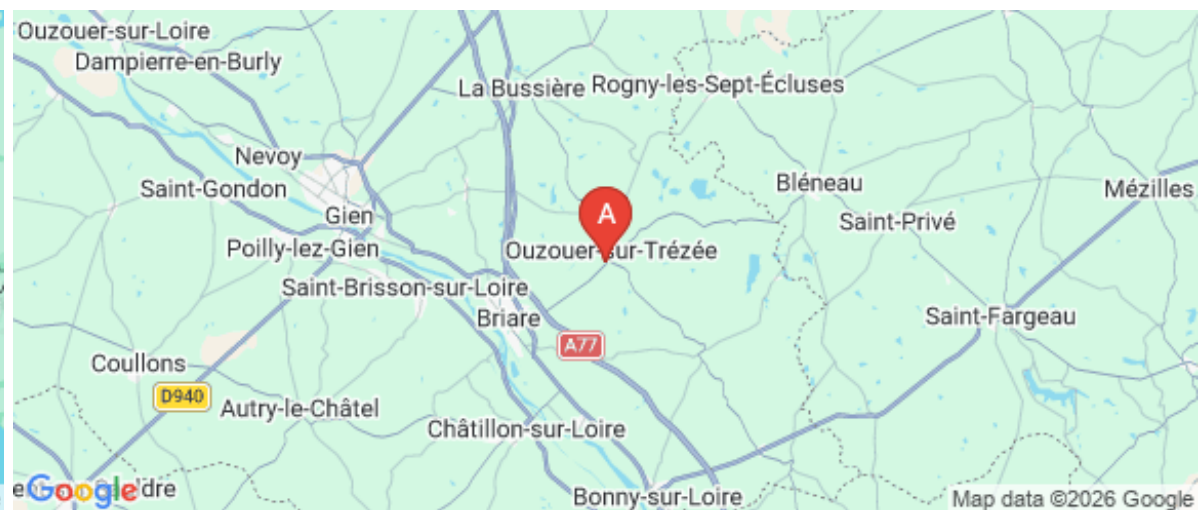 Ouzouer-sur-Loire
Dampierre-en-Burly
La Bussière
Rogny-les-Sept-Écluses
Nevoy
Saint-Gondon
Bléneau
Mézilles
Gien
A
Saint-Privé
Poilly-lez-Gien
Ouzouer-sur-Trézée
Saint-Brisson-sur-Loire
Briare
Saint-Fargeau
A77
Coullons
D940
Autry-le-Châtel
Châtillon-sur-Loire
Google
Bonny-sur-Loire
Map data ©2026 Google